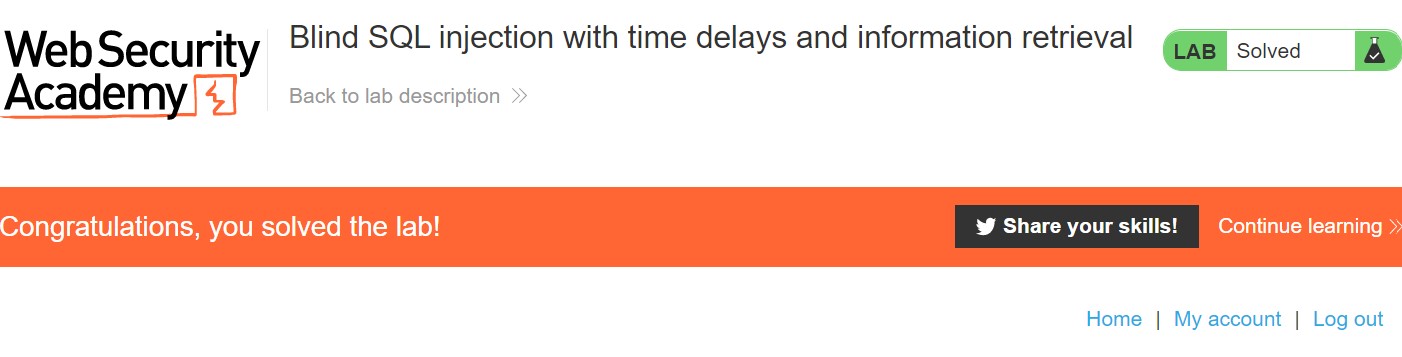 Web Security
Academy
Blind SQL injection with time delays and information retrieval
Back to lab description
LAB Solved
Congratulations, you solved the lab!
Share your skills!
Continue learning
Home | My account | Log out